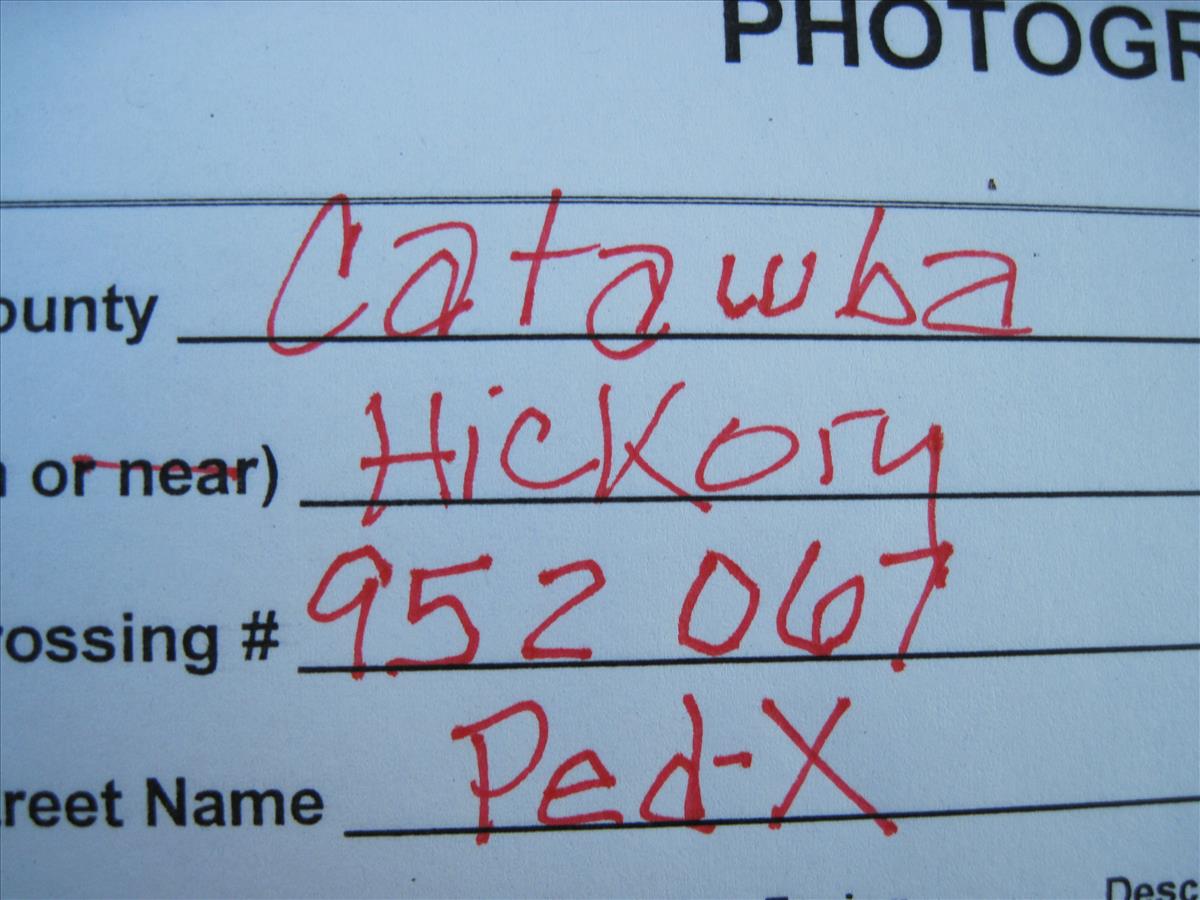 PHOTOGR
ounty Catawba
n or near) Hickory
rossing # 952 067
reet Name Ped-X
Desc